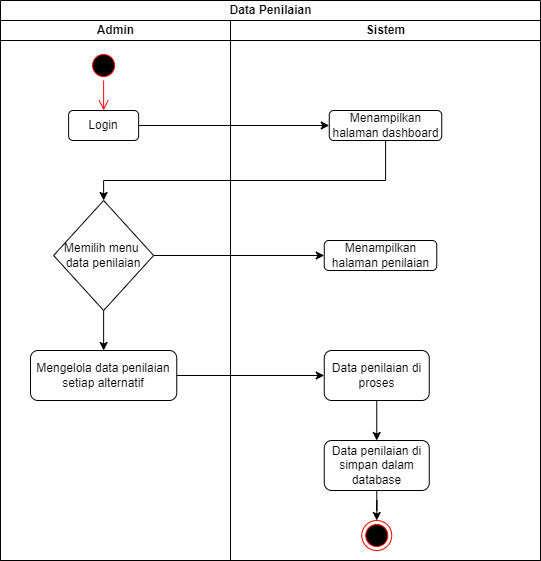 Data Penilaian
Admin
Sistem
Login
Menampilkan
halaman dashboard
Memilih menu
data penilaian
Menampilkan
halaman penilaian
Mengelola data penilaian
setiap alternatif
Data penilaian di
proses
Data penilaian di
simpan dalam
database